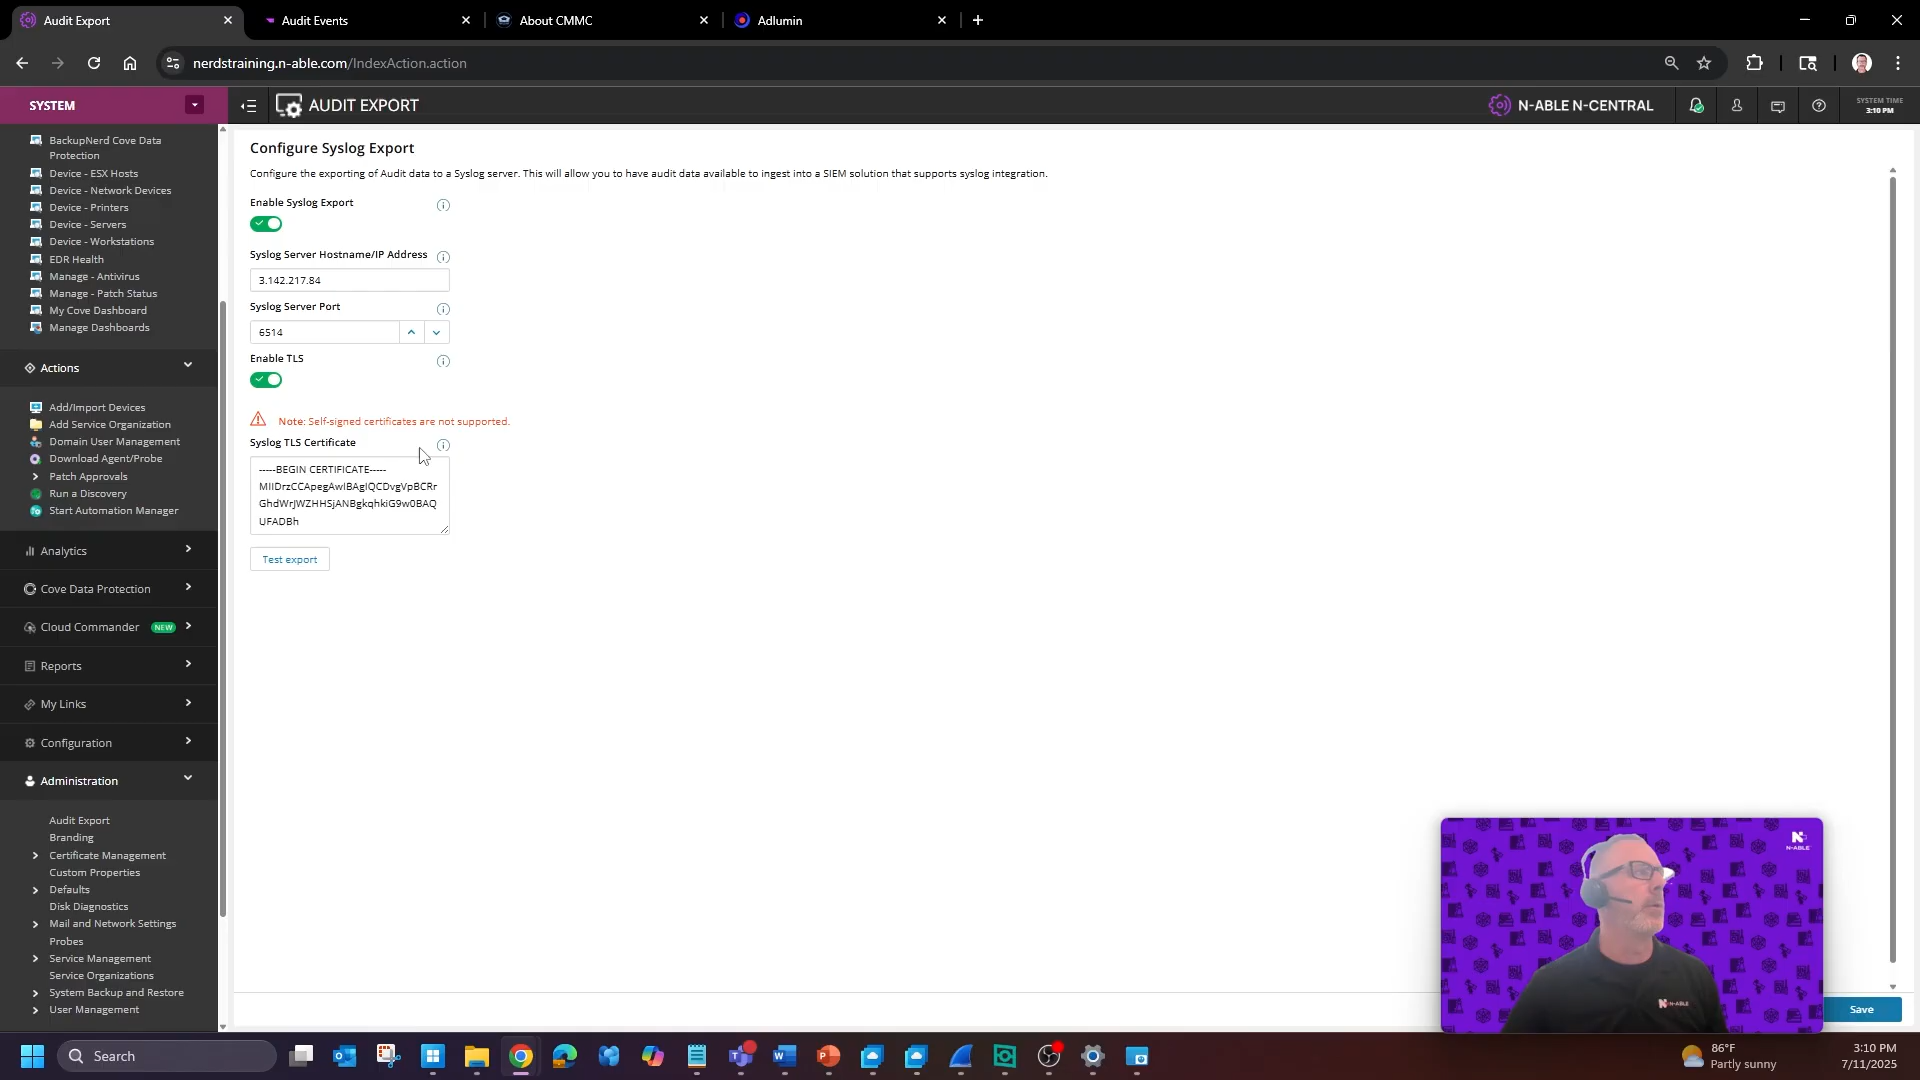 Audit Export
Audit Events
About CMMC
Adlumin
nerdstraining.n-able.com/IndexAction.action
SYSTEM
AUDIT EXPORT
N-ABLE N-CENTRAL
SYSTEM TIME
3:10 PM
BackupNerd Cove Data
Protection
Device - ESX Hosts
Device - Network Devices
Device - Printers
Device - Servers
Device - Workstations
EDR Health
Manage - Antivirus
Manage - Patch Status
My Cove Dashboard
Manage Dashboards
Actions
Add/Import Devices
Add Service Organization
Domain User Management
Download Agent/Probe
Patch Approvals
Run a Discovery
Start Automation Manager
Analytics
Cove Data Protection
Cloud Commander NEW
Reports
My Links
Configuration
Administration
Audit Export
Branding
Certificate Management
Custom Properties
Defaults
Disk Diagnostics
Mail and Network Settings
Probes
Service Management
Service Organizations
System Backup and Restore
User Management
Configure Syslog Export
Configure the exporting of Audit data to a Syslog server. This will allow you to have audit data available to ingest into a SIEM solution that supports syslog integration.
Enable Syslog Export
Syslog Server Hostname/IP Address
3.142.217.84
Syslog Server Port
6514
Enable TLS
Note: Self-signed certificates are not supported.
Syslog TLS Certificate
-----BEGIN CERTIFICATE-----
MIIDrzCCApegAwIBAgIQCDvgVpBCRr
GhdWrJWZHHSjANBgkqhkiG9w0BAQ
UFADBh
Test export
N-ABLE
N-ABLE
Save
Search
86°F
Partly sunny
3:10 PM
7/11/2025